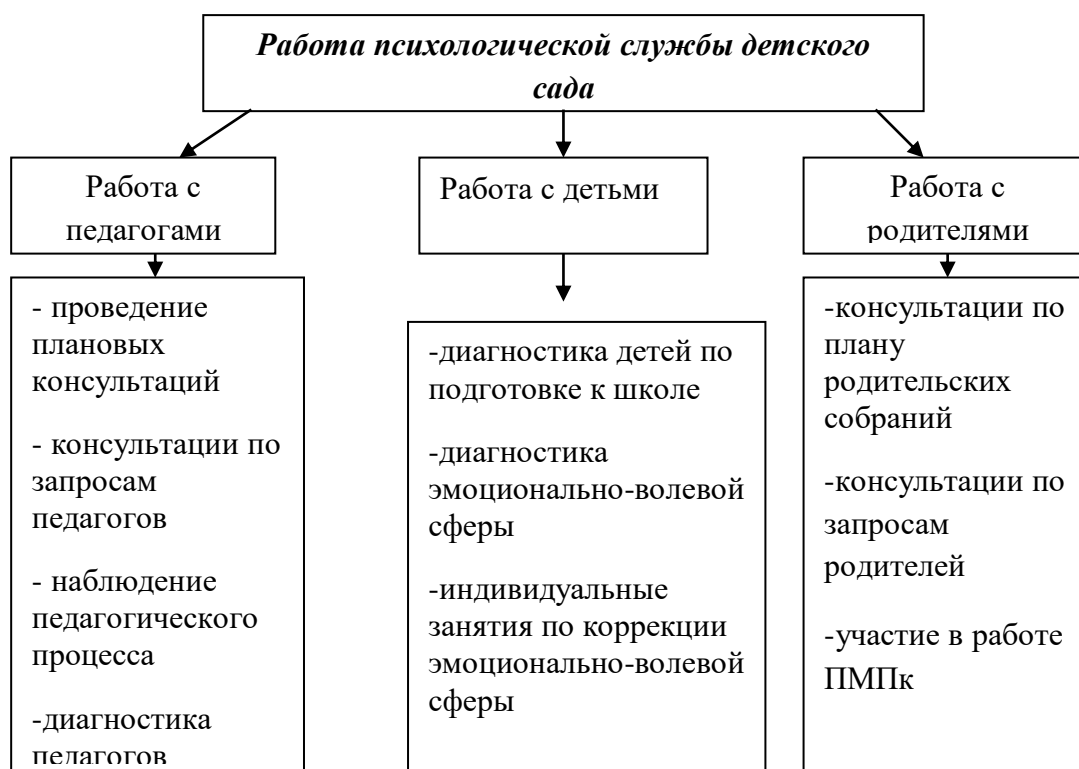 Работа психологической службы детского
сада
Работа с
педагогами
Работа с детьми
Работа с
родителями
- проведение
плановых
консультаций
- консультации по
запросам
педагогов
- наблюдение
педагогического
процесса
-диагностика
педагогов
-диагностика детей по
подготовке к школе
-диагностика
эмоционально-волевой
сферы
-индивидуальные
занятия по коррекции
эмоционально-волевой
сферы
-консультации по
плану
родительских
собраний
-консультации по
запросам
родителей
-участие в работе
ПМПк